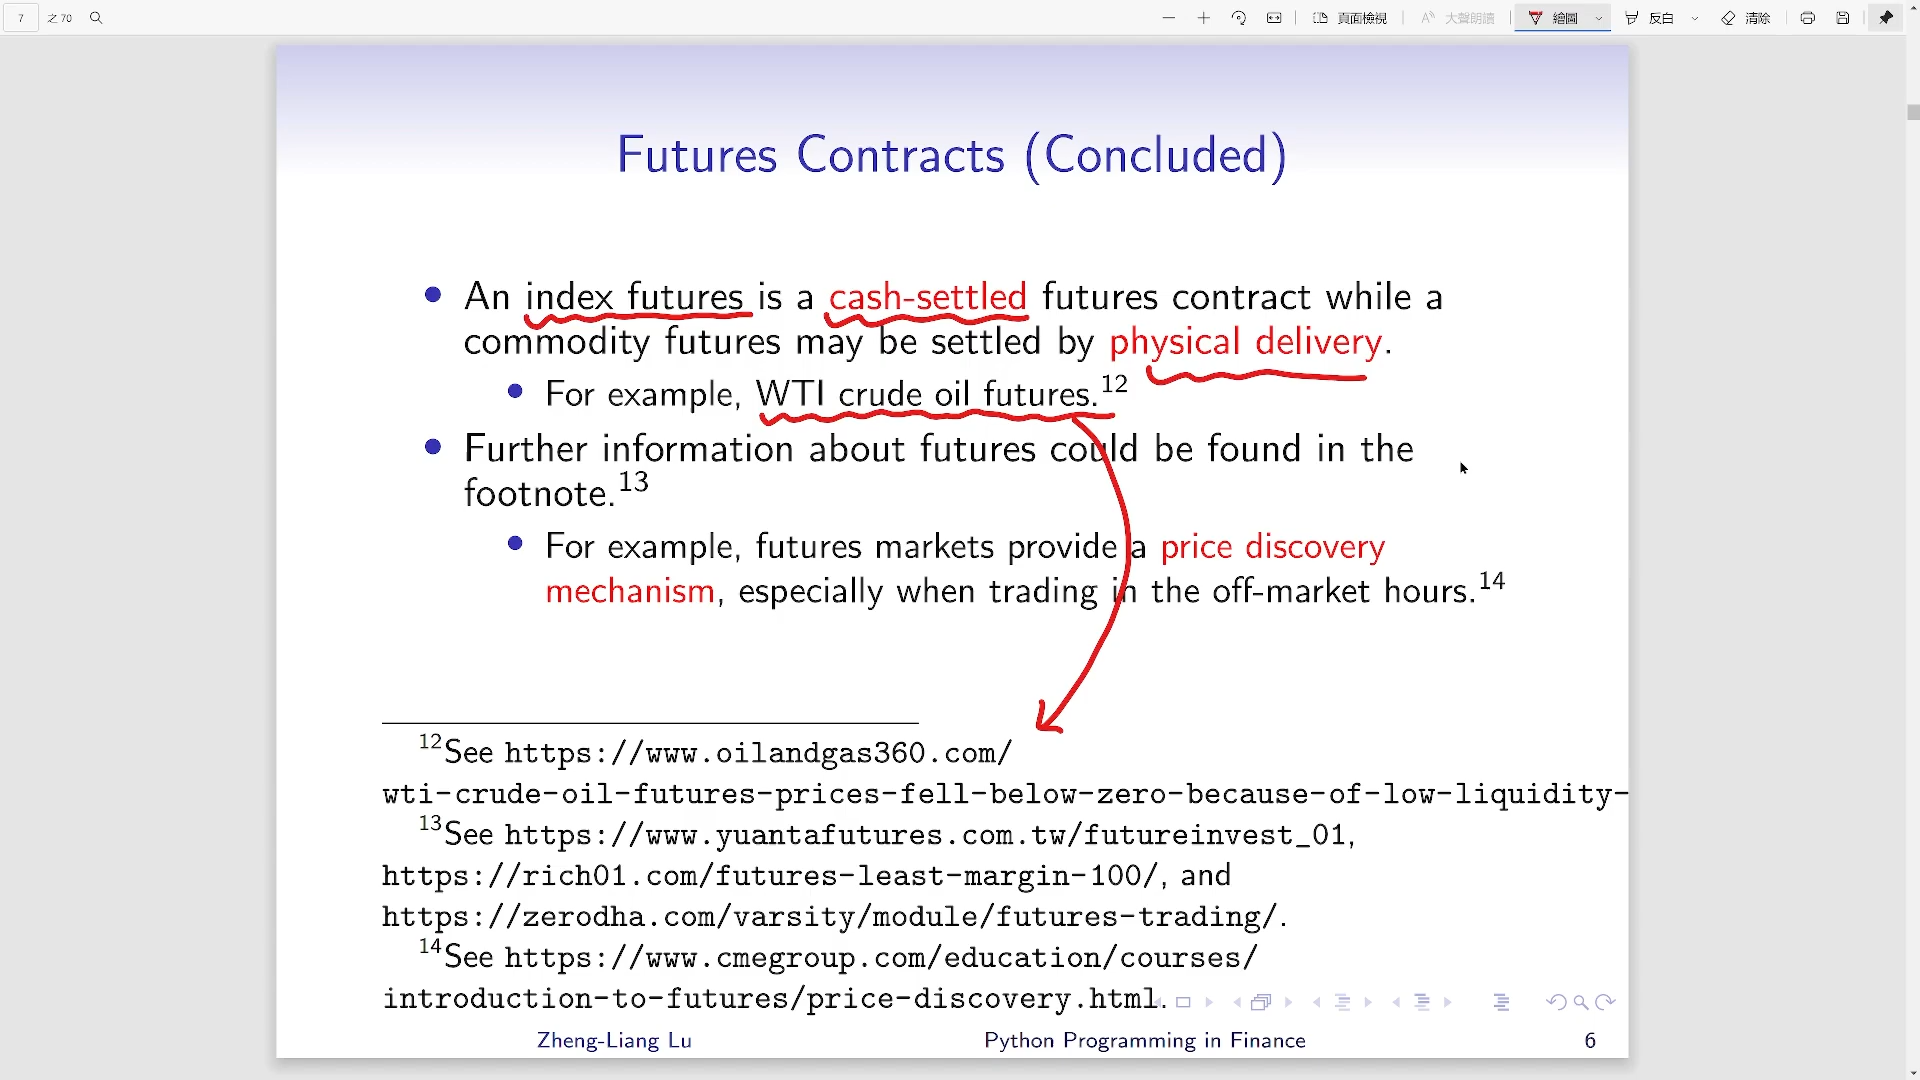 7 之 70
頁面檢視 大聲朗讀 繪圖 反白 清除
Futures Contracts (Concluded)
An index futures is a cash-settled futures contract while a
commodity futures may be settled by physical delivery.
For example, WTI crude oil futures.12
Further information about futures could be found in the
footnote.13
For example, futures markets provide a price discovery
mechanism, especially when trading in the off-market hours.14
12See https://www.oilandgas360.com/
wti-crude-oil-futures-prices-fell-below-zero-because-of-low-liquidity-
13See https://www.yuantafutures.com.tw/futureinvest_01,
https://rich01.com/futures-least-margin-100/, and
https://zerodha.com/varsity/module/futures-trading/.
14See https://www.cmegroup.com/education/courses/
introduction-to-futures/price-discovery.html.
Zheng-Liang Lu Python Programming in Finance 6